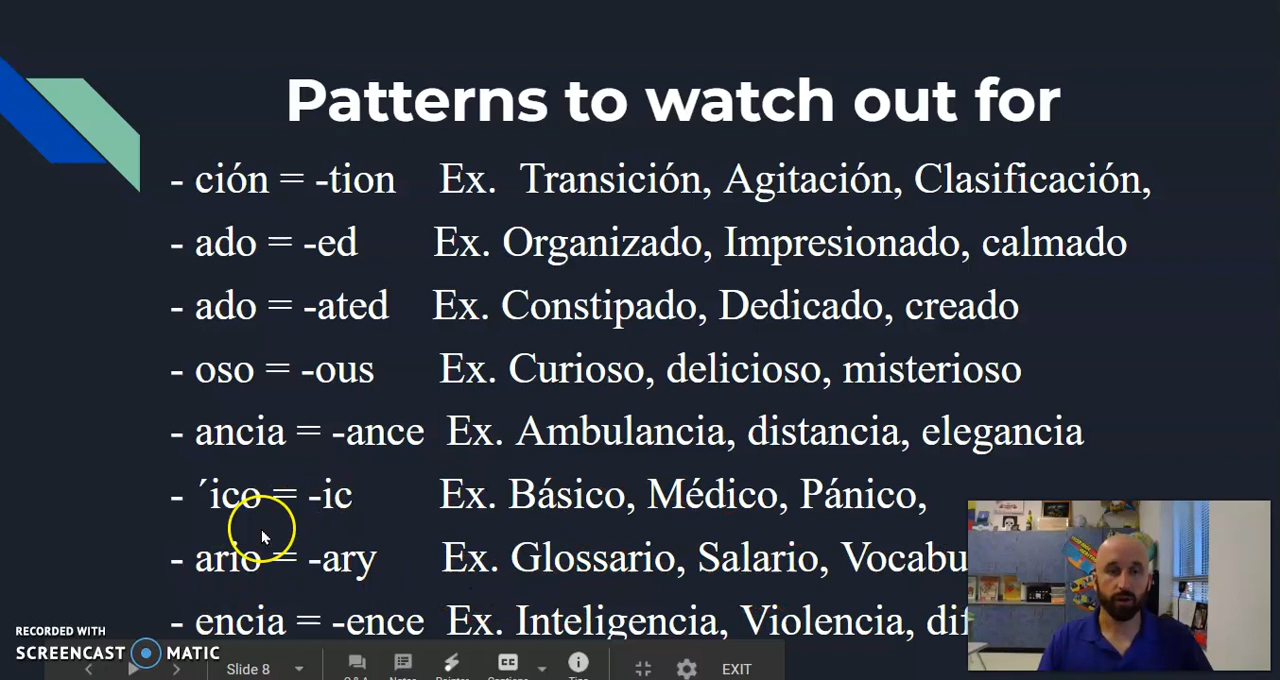 Patterns to watch out for
- ción = -tion Ex. Transición, Agitación, Clasificación,
- ado = -ed Ex. Organizado, Impresionado, calmado
- ado = -ated Ex. Constipado, Dedicado, creado
- oso = -ous Ex. Curioso, delicioso, misterioso
- ancia = -ance Ex. Ambulancia, distancia, elegancia
- ´ico = -ic Ex. Básico, Médico, Pánico,
- ario = -ary Ex. Glossario, Salario, Vocabu
- encia = -ence Ex. Inteligencia, Violencia, dif
RECORDED WITH
SCREENCAST MATIC
Slide 8 EXIT